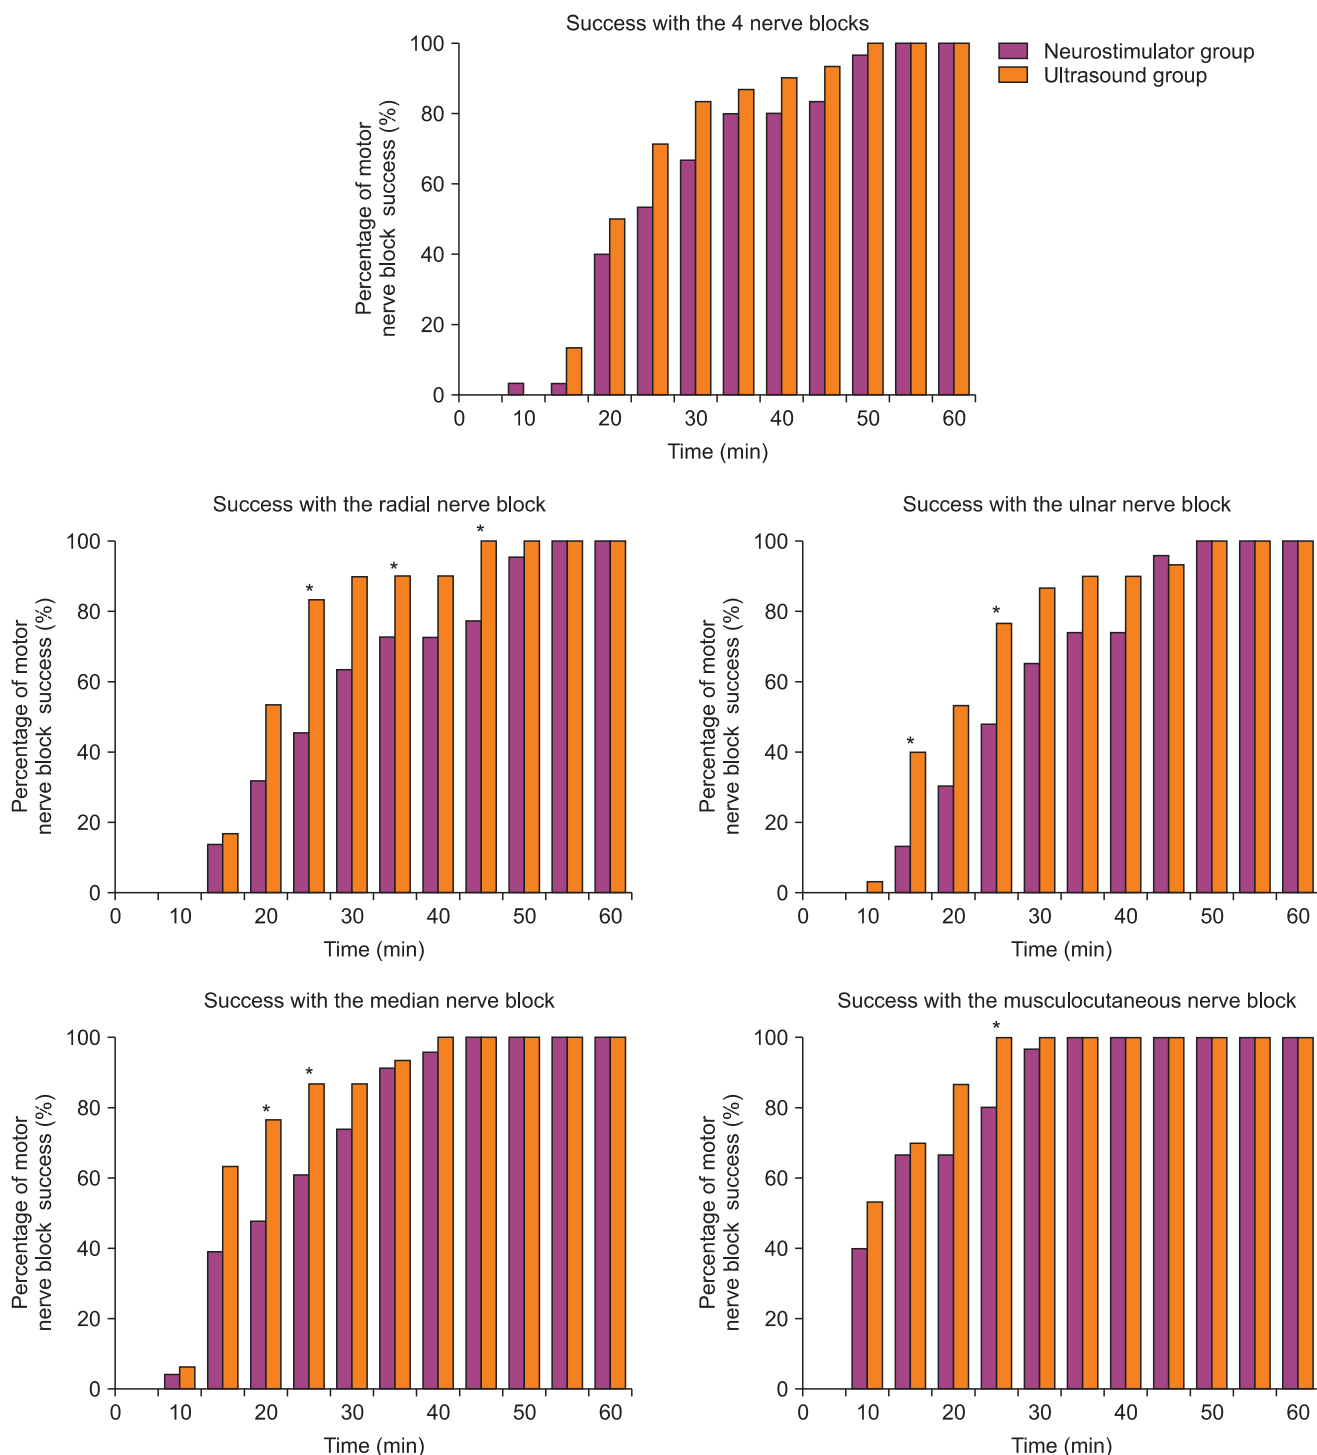 Success with the 4 nerve blocks
Neurostimulator group
Ultrasound group
Percentage of motor
nerve block success (%)
100
80
60
40
20
0
0 10 20 30 40 50 60
Time (min)
Success with the radial nerve block
Percentage of motor
nerve block success (%)
100
80
60
40
20
0
* * *
0 10 20 30 40 50 60
Time (min)
Success with the ulnar nerve block
Percentage of motor
nerve block success (%)
100
80
60
40
20
0
* *
0 10 20 30 40 50 60
Time (min)
Success with the median nerve block
Percentage of motor
nerve block success (%)
100
80
60
40
20
0
* *
0 10 20 30 40 50 60
Time (min)
Success with the musculocutaneous nerve block
Percentage of motor
nerve block success (%)
100
80
60
40
20
0
*
0 10 20 30 40 50 60
Time (min)